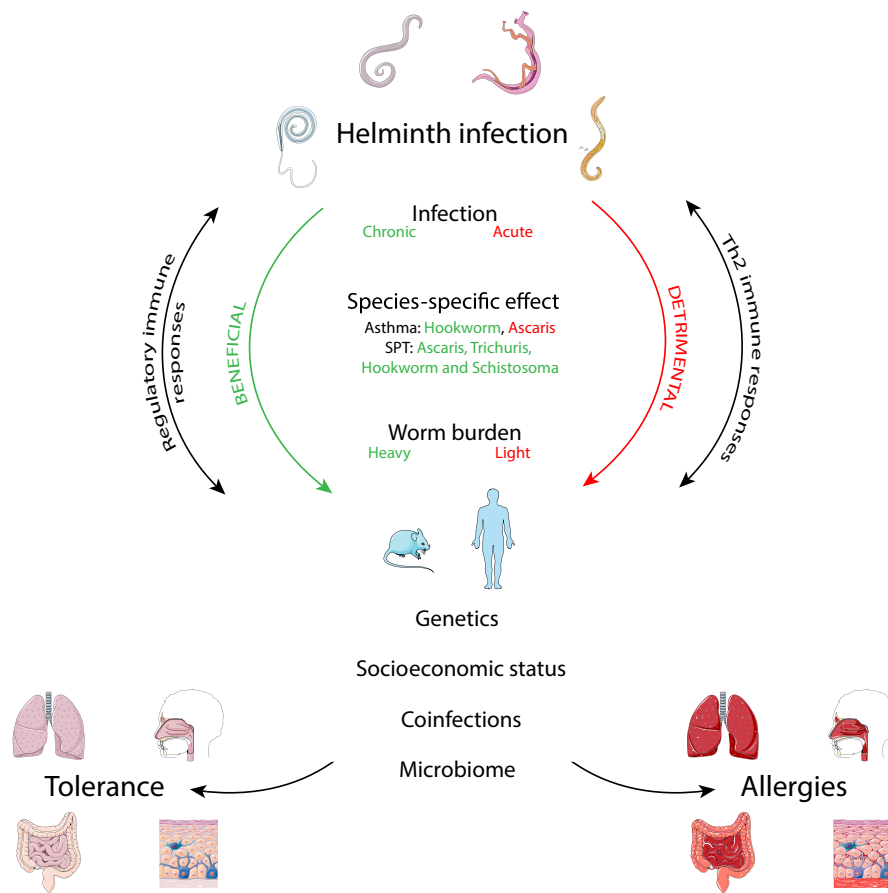 Helminth infection
Infection
Chronic Acute
Regulatory immune
responses
BENEFICIAL
Species-specific effect
Asthma: Hookworm, Ascaris
SPT: Ascaris, Trichuris,
Hookworm and Schistosoma
DETRIMENTAL
Th2 immune responses
Worm burden
Heavy Light
Genetics
Socioeconomic status
Coinfections
Microbiome
Tolerance
Allergies